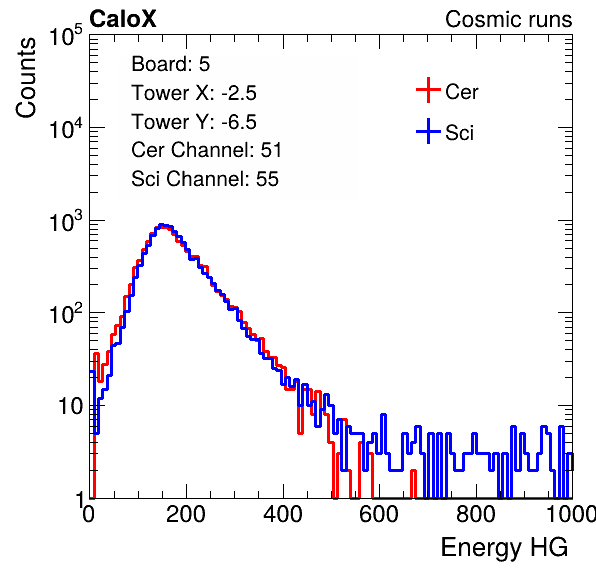 CaloX Cosmic runs
Counts
10^5
10^4
10^3
10^2
10
1
Board: 5
Tower X: -2.5
Tower Y: -6.5
Cer Channel: 51
Sci Channel: 55
Cer
Sci
0 200 400 600 800 1000
Energy HG